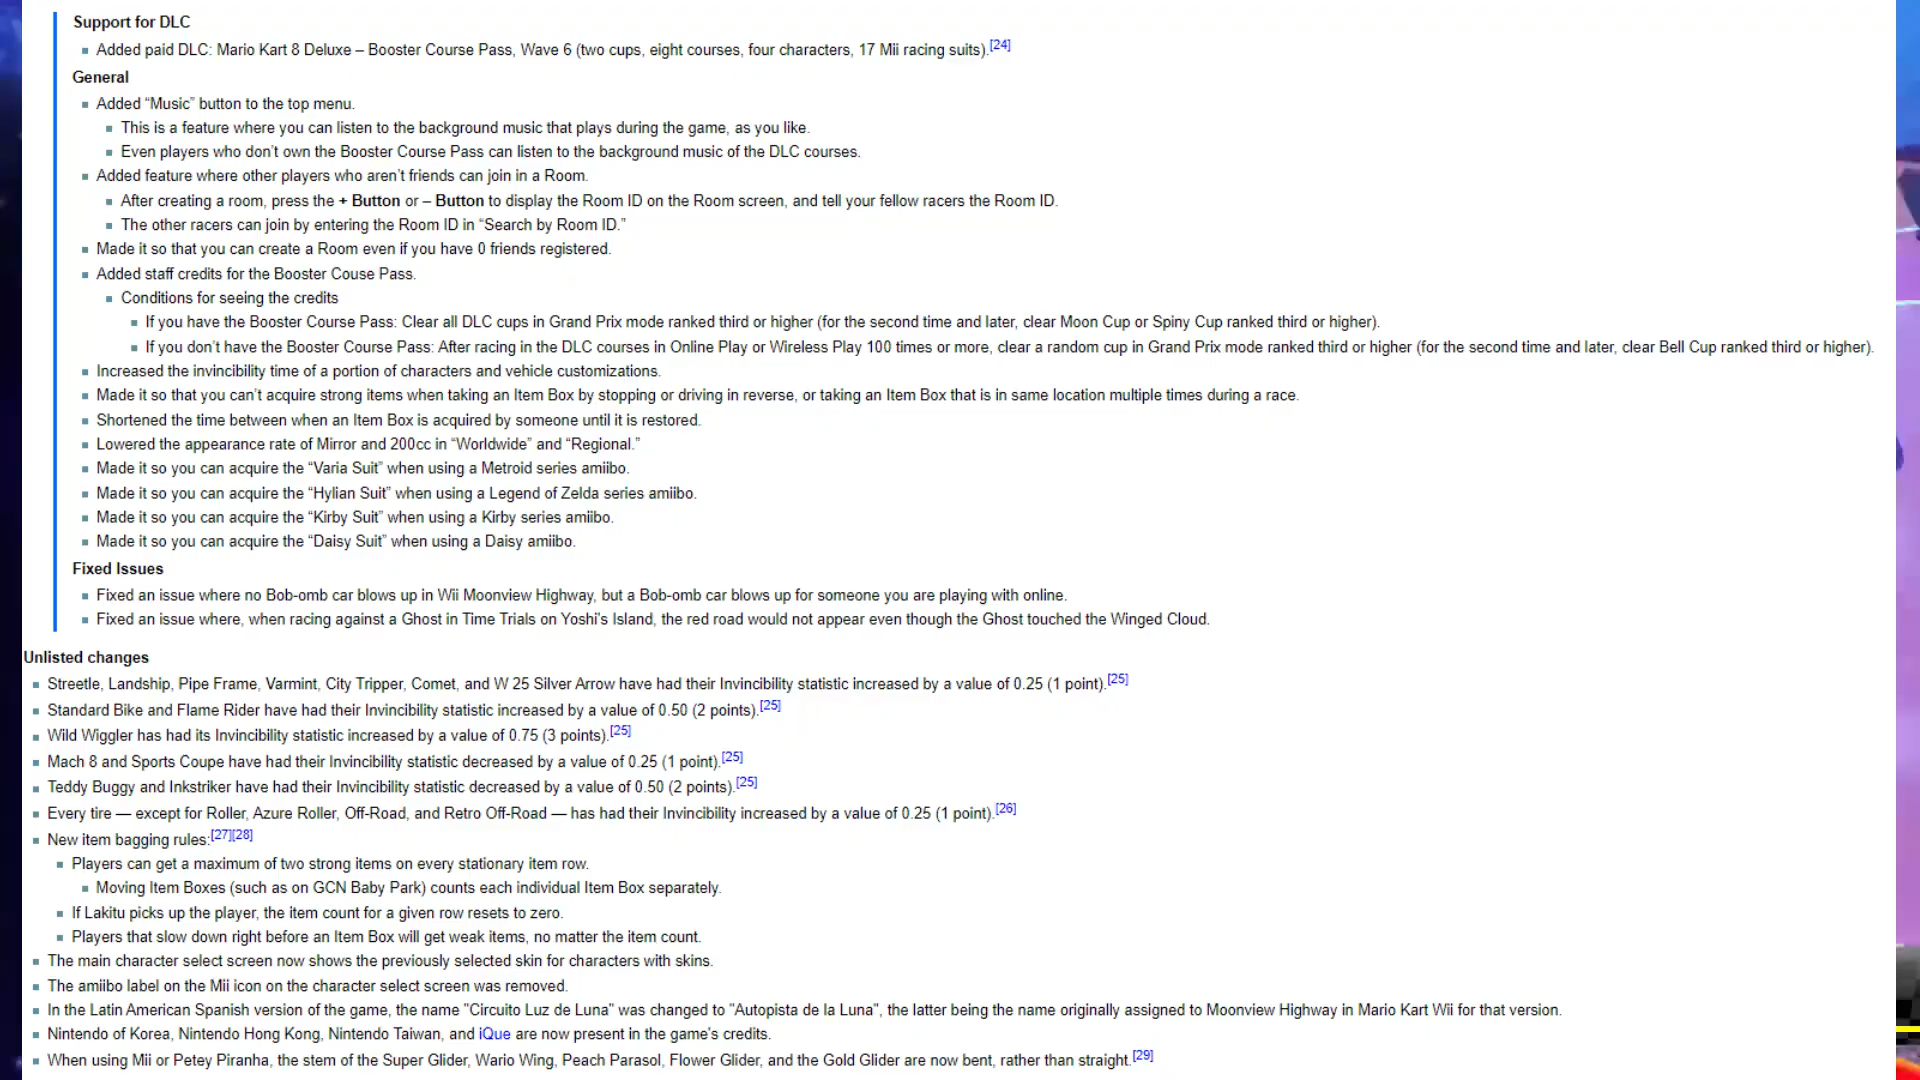 Support for DLC
Added paid DLC: Mario Kart 8 Deluxe – Booster Course Pass, Wave 6 (two cups, eight courses, four characters, 17 Mii racing suits).[24]
General
Added “Music” button to the top menu.
This is a feature where you can listen to the background music that plays during the game, as you like.
Even players who don’t own the Booster Course Pass can listen to the background music of the DLC courses.
Added feature where other players who aren’t friends can join in a Room.
After creating a room, press the + Button or – Button to display the Room ID on the Room screen, and tell your fellow racers the Room ID.
The other racers can join by entering the Room ID in “Search by Room ID.”
Made it so that you can create a Room even if you have 0 friends registered.
Added staff credits for the Booster Couse Pass.
Conditions for seeing the credits
If you have the Booster Course Pass: Clear all DLC cups in Grand Prix mode ranked third or higher (for the second time and later, clear Moon Cup or Spiny Cup ranked third or higher).
If you don’t have the Booster Course Pass: After racing in the DLC courses in Online Play or Wireless Play 100 times or more, clear a random cup in Grand Prix mode ranked third or higher (for the second time and later, clear Bell Cup ranked third or higher).
Increased the invincibility time of a portion of characters and vehicle customizations.
Made it so that you can’t acquire strong items when taking an Item Box by stopping or driving in reverse, or taking an Item Box that is in same location multiple times during a race.
Shortened the time between when an Item Box is acquired by someone until it is restored.
Lowered the appearance rate of Mirror and 200cc in “Worldwide” and “Regional.”
Made it so you can acquire the “Varia Suit” when using a Metroid series amiibo.
Made it so you can acquire the “Hylian Suit” when using a Legend of Zelda series amiibo.
Made it so you can acquire the “Kirby Suit” when using a Kirby series amiibo.
Made it so you can acquire the “Daisy Suit” when using a Daisy amiibo.
Fixed Issues
Fixed an issue where no Bob-omb car blows up in Wii Moonview Highway, but a Bob-omb car blows up for someone you are playing with online.
Fixed an issue where, when racing against a Ghost in Time Trials on Yoshi’s Island, the red road would not appear even though the Ghost touched the Winged Cloud.
Unlisted changes
Streetle, Landship, Pipe Frame, Varmint, City Tripper, Comet, and W 25 Silver Arrow have had their Invincibility statistic increased by a value of 0.25 (1 point).[25]
Standard Bike and Flame Rider have had their Invincibility statistic increased by a value of 0.50 (2 points).[25]
Wild Wiggler has had its Invincibility statistic increased by a value of 0.75 (3 points).[25]
Mach 8 and Sports Coupe have had their Invincibility statistic decreased by a value of 0.25 (1 point).[25]
Teddy Buggy and Inkstriker have had their Invincibility statistic decreased by a value of 0.50 (2 points).[25]
Every tire — except for Roller, Azure Roller, Off-Road, and Retro Off-Road — has had their Invincibility increased by a value of 0.25 (1 point).[26]
New item bagging rules:[27][28]
Players can get a maximum of two strong items on every stationary item row.
Moving Item Boxes (such as on GCN Baby Park) counts each individual Item Box separately.
If Lakitu picks up the player, the item count for a given row resets to zero.
Players that slow down right before an Item Box will get weak items, no matter the item count.
The main character select screen now shows the previously selected skin for characters with skins.
The amiibo label on the Mii icon on the character select screen was removed.
In the Latin American Spanish version of the game, the name "Circuito Luz de Luna" was changed to "Autopista de la Luna", the latter being the name originally assigned to Moonview Highway in Mario Kart Wii for that version.
Nintendo of Korea, Nintendo Hong Kong, Nintendo Taiwan, and iQue are now present in the game's credits.
When using Mii or Petey Piranha, the stem of the Super Glider, Wario Wing, Peach Parasol, Flower Glider, and the Gold Glider are now bent, rather than straight.[29]